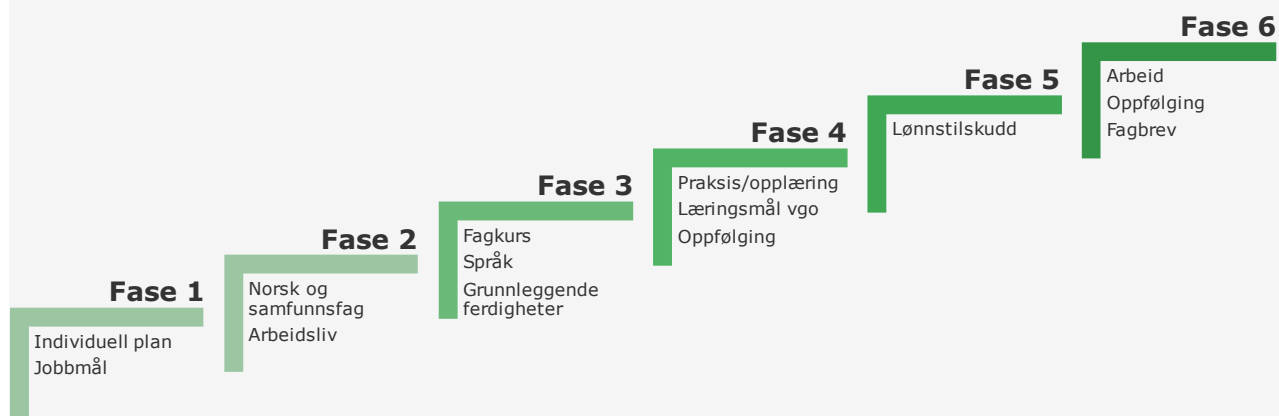 Fase 1
Individuell plan
Jobbmål
Fase 2
Norsk og
samfunnsfag
Arbeidsliv
Fase 3
Fagkurs
Språk
Grunnleggende
ferdigheter
Fase 4
Praksis/opplæring
Læringsmål vgo
Oppfølging
Fase 5
Lønnstilskudd
Fase 6
Arbeid
Oppfølging
Fagbrev